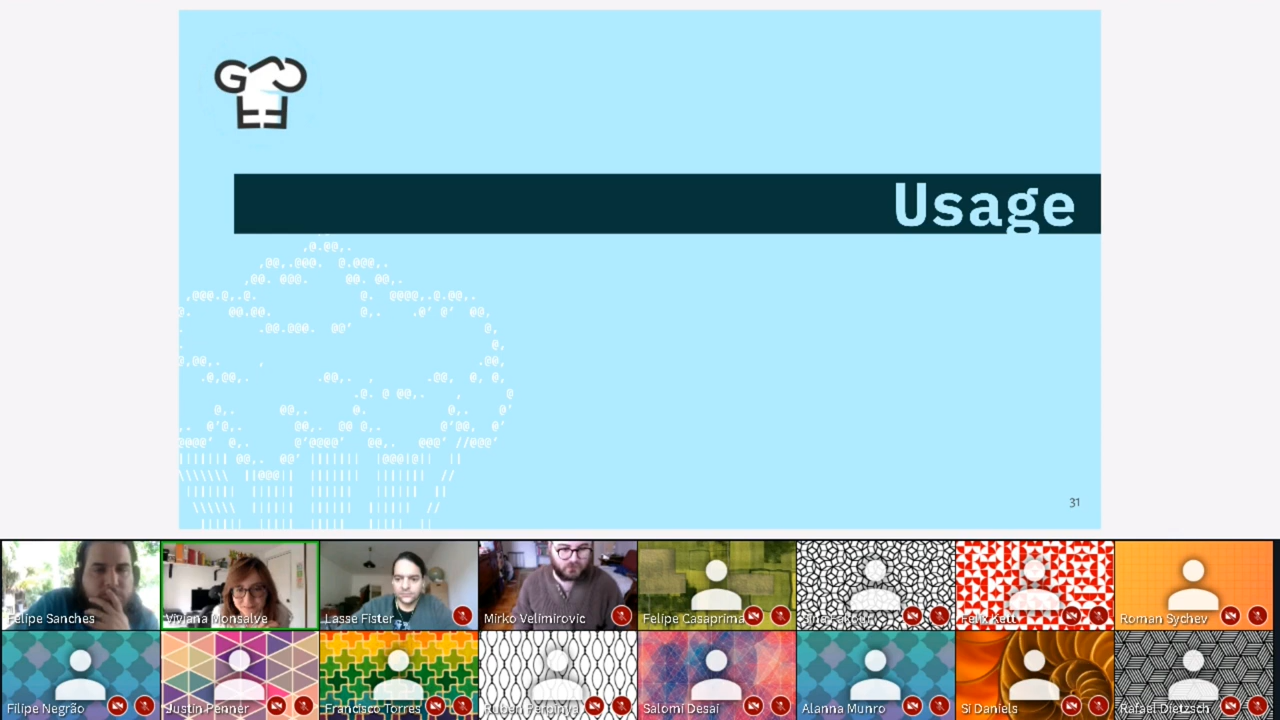 Usage
31
Felipe Sanches
Viviana Monsalve
Lasse Fister
Mirko Velimirovic
Felipe Casaprima
Felix Kett
Roman Sychev
Filipe Negrão
Justin Penner
Francisco Torres
Salomi Desai
Alanna Munro
Si Daniels
Rafael Dietzsch